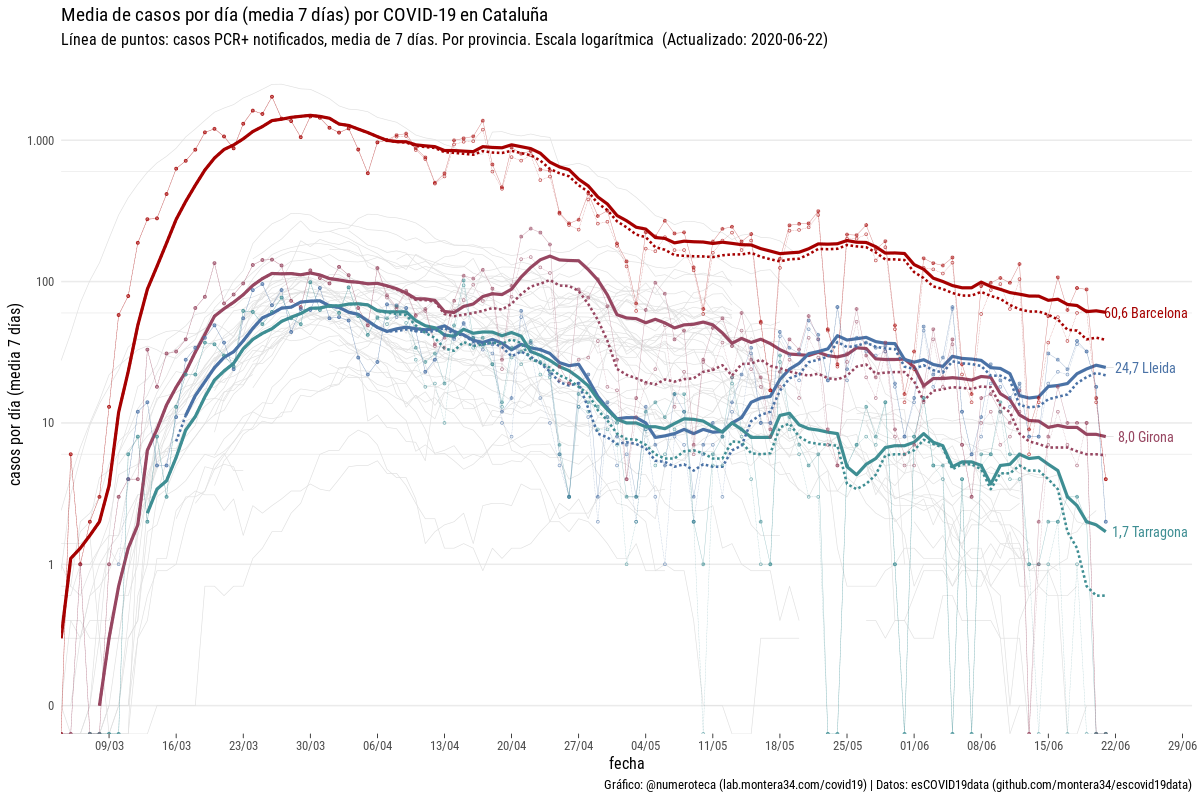 Media de casos por día (media 7 días) por COVID-19 en Cataluña
Línea de puntos: casos PCR+ notificados, media de 7 días. Por provincia. Escala logarítmica (Actualizado: 2020-06-22)
casos por día (media 7 días)
1.000
100
10
1
0
60,6 Barcelona
24,7 Lleida
8,0 Girona
1,7 Tarragona
09/03 16/03 23/03 30/03 06/04 13/04 20/04 27/04 04/05 11/05 18/05 25/05 01/06 08/06 15/06 22/06 29/06
fecha
Gráfico: @numeroteca (lab.montera34.com/covid19) | Datos: esCOVID19data (github.com/montera34/escovid19data)